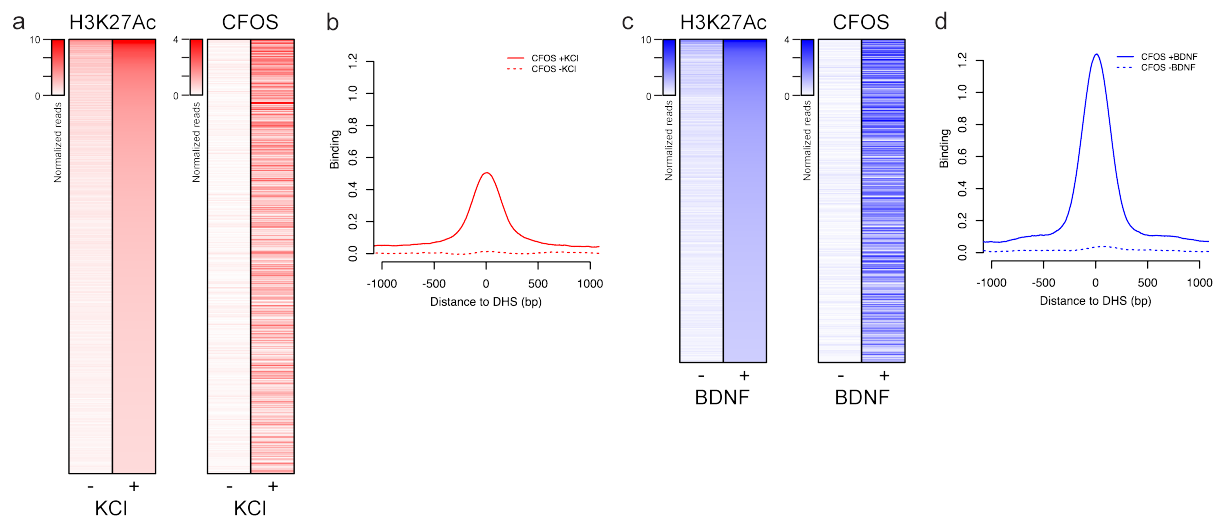 a
H3K27Ac
CFOS
10
0
Normalized reads
4
0
Normalized reads
- +
KCl
- +
KCl
b
CFOS +KCl
CFOS -KCl
Binding
0.0 0.2 0.4 0.6 0.8 1.0 1.2
-1000 -500 0 500 1000
Distance to DHS (bp)
c
H3K27Ac
CFOS
10
0
Normalized reads
4
0
Normalized reads
- +
BDNF
- +
BDNF
d
CFOS +BDNF
CFOS -BDNF
Binding
0.0 0.2 0.4 0.6 0.8 1.0 1.2
-1000 -500 0 500 1000
Distance to DHS (bp)